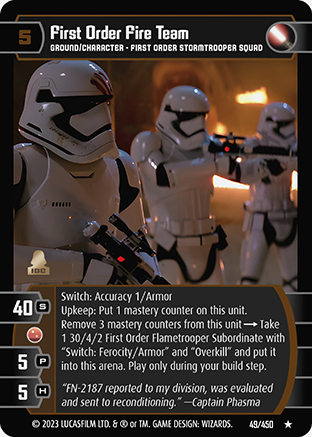 5
First Order Fire Team
GROUND/CHARACTER • FIRST ORDER STORMTROOPER SQUAD
IDC
40 S
5 P
5 H
Switch: Accuracy 1/Armor
Upkeep: Put 1 mastery counter on this unit.
Remove 3 mastery counters from this unit → Take
1 30/4/2 First Order Flametrooper Subordinate with
“Switch: Ferocity/Armor” and “Overkill” and put it
into this arena. Play only during your build step.
“FN-2187 reported to my division, was evaluated
and sent to reconditioning.” —Captain Phasma
© 2023 LUCASFILM LTD. & ® or TM. GAME DESIGN: WIZARDS.
49/450 ★